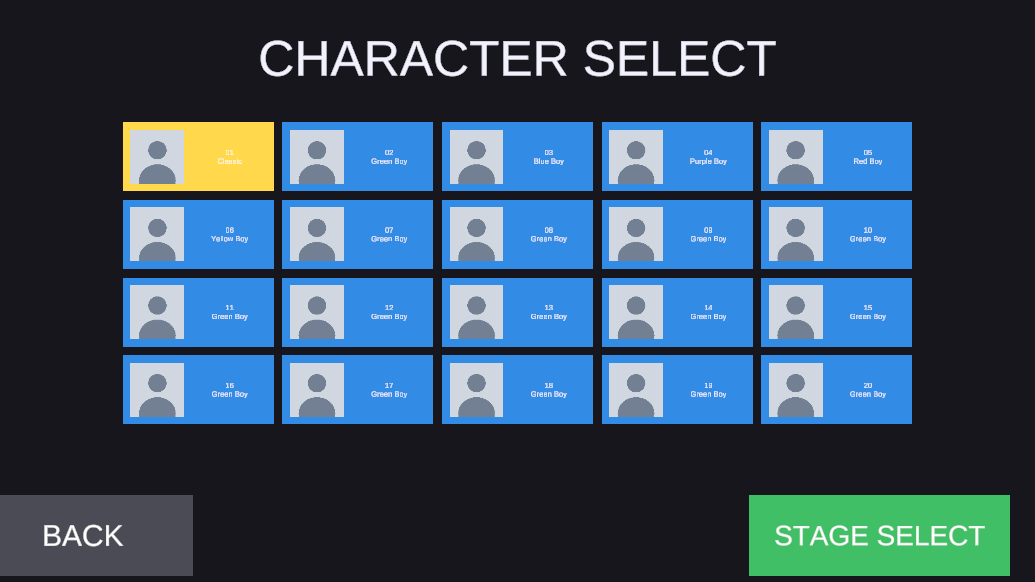 CHARACTER SELECT
01
Classic
02
Green Boy
03
Blue Boy
04
Purple Boy
05
Red Boy
06
Yellow Boy
07
Green Boy
08
Green Boy
09
Green Boy
10
Green Boy
11
Green Boy
12
Green Boy
13
Green Boy
14
Green Boy
15
Green Boy
16
Green Boy
17
Green Boy
18
Green Boy
19
Green Boy
20
Green Boy
BACK
STAGE SELECT